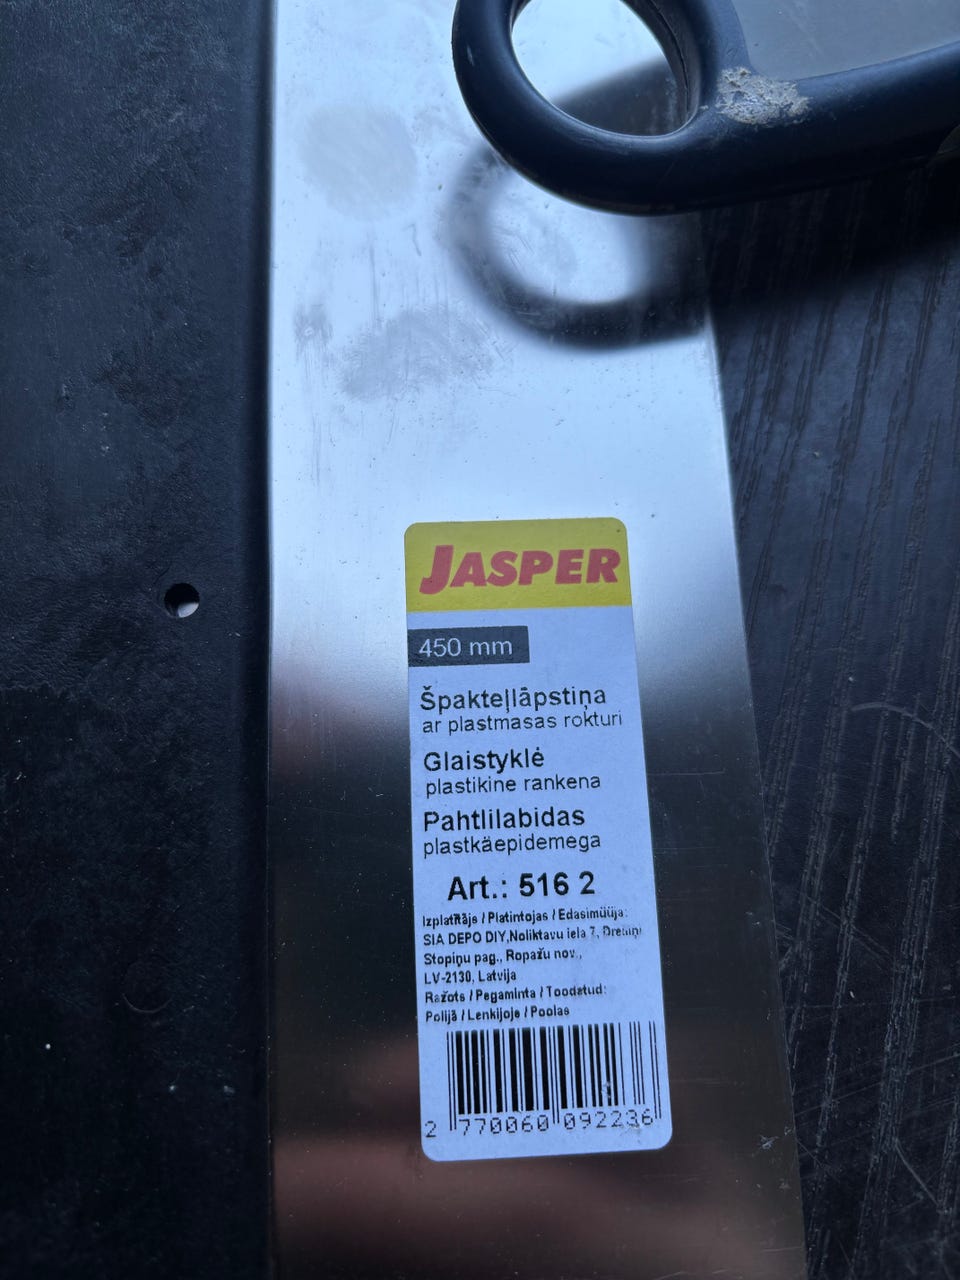 JASPER
450 mm
Špakteļlāpstiņa
ar plastmasas rokturi
Glaistyklė
plastikine rankena
Pahtlilabidas
plastkäepidemega
Art.: 516 2
Izplatītājs / Platintojas / Edasimüüja:
SIA DEPO DIY,Noliktavu iela 7, Dreiliņi
Stopiņu pag., Ropažu nov.,
LV-2130, Latvija
Ražots / Pagaminta / Toodetud:
Polijā / Lenkijoje / Poolas
2 770060 092236